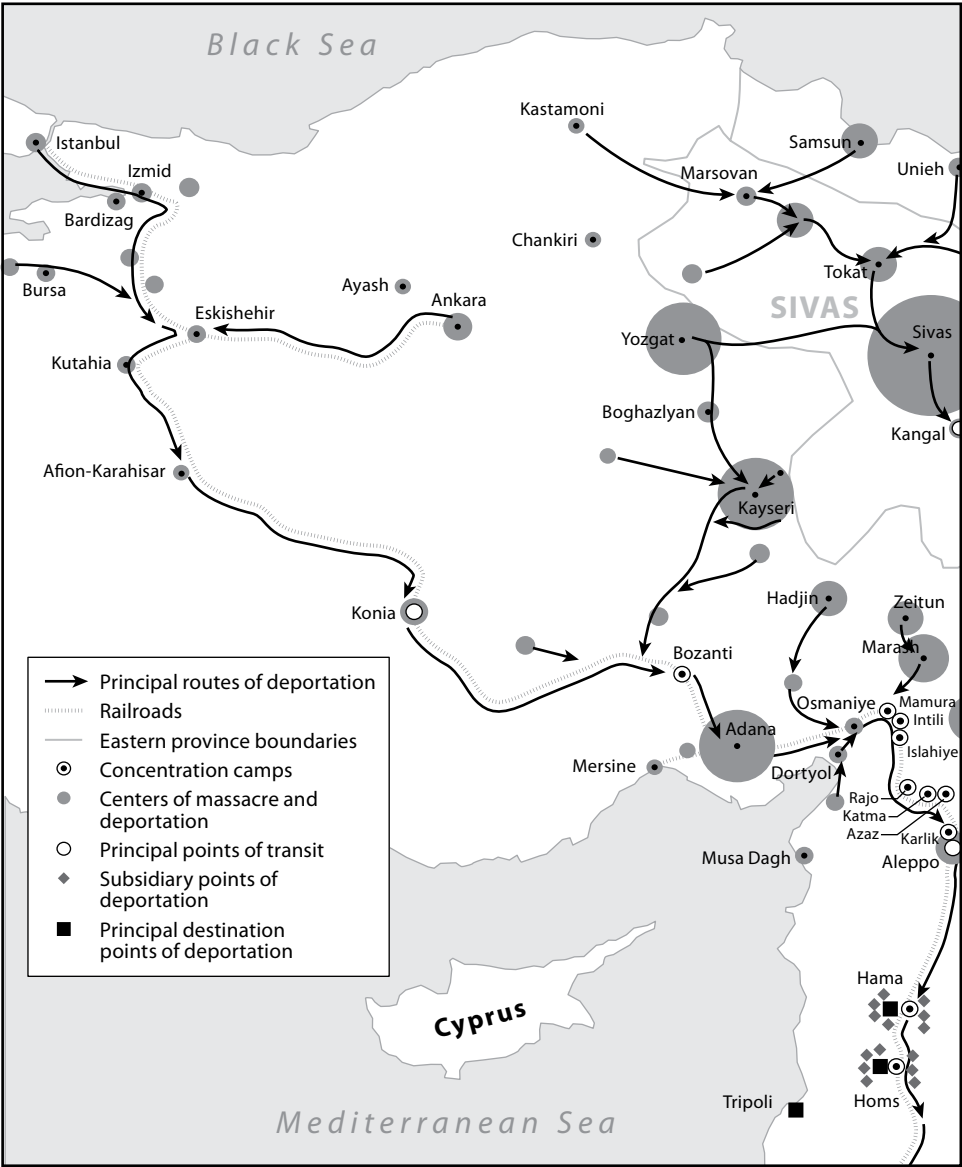 Black Sea
Kastamoni
Istanbul
Samsun
Izmid
Marsovan
Unieh
Bardizag
Chankiri
Tokat
Bursa
Ayash
Ankara
SIVAS
Eskishehir
Yozgat
Sivas
Kutahia
Boghazlyan
Kangal
Afion-Karahisar
Kayseri
Hadjin
Zeitun
Konia
Marash
Bozanti
Osmaniye
Mamura
Intili
Adana
Islahiye
Mersine
Dortyol
Rajo
Katma
Azaz
Karlik
Musa Dagh
Aleppo
Principal routes of deportation
Railroads
Eastern province boundaries
Concentration camps
Centers of massacre and
deportation
Principal points of transit
Subsidiary points of
deportation
Principal destination
points of deportation
Hama
Cyprus
Homs
Tripoli
Mediterranean Sea